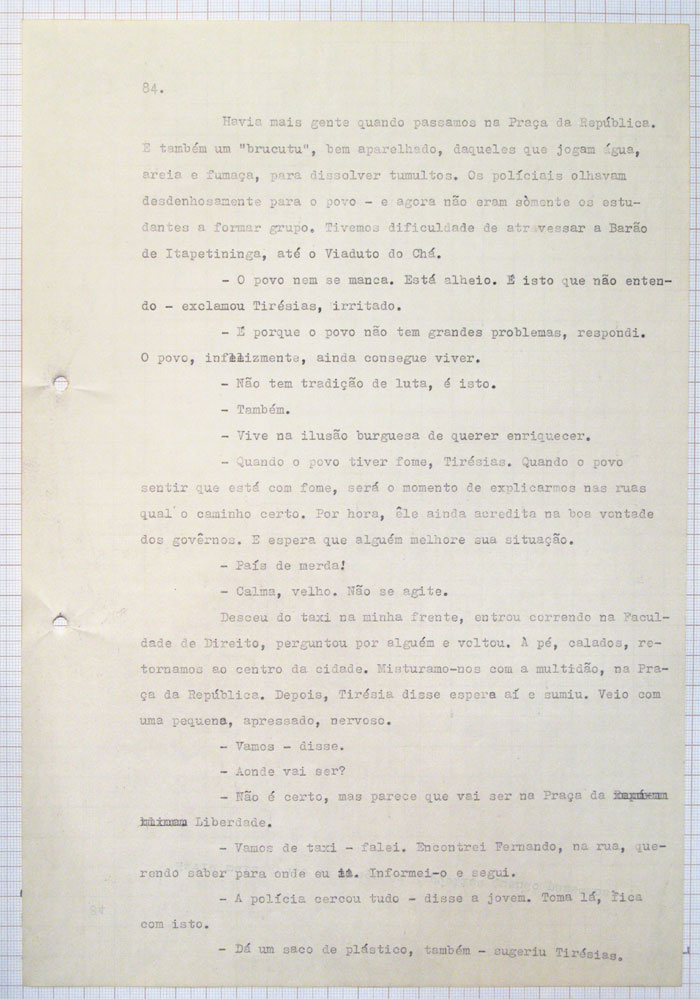 84.
Havia mais gente quando passamos na Praça da República.
E também um "brucutu", bem aparelhado, daqueles que jogam água,
areia e fumaça, para dissolver tumultos. Os políciais olhavam
desdenhosamente para o povo - e agora não eram sòmente os estu-
dantes a formar grupo. Tivemos dificuldade de atravessar a Barão
de Itapetininga, até o Viaduto do Chá.
- O povo nem se manca. Está alheio. É isto que não enten-
do - exclamou Tirésias, irritado.
- É porque o povo não tem grandes problemas, respondi.
O povo, infelizmente, ainda consegue viver.
- Não tem tradição de luta, é isto.
- Também.
- Vive na ilusão burguesa de querer enriquecer.
- Quando o povo tiver fome, Tirésias. Quando o povo
sentir que está com fome, será o momento de explicarmos nas ruas
qual o caminho certo. Por hora, êle ainda acredita na boa vontade
dos govêrnos. E espera que alguém melhore sua situação.
- País de merda!
- Calma, velho. Não se agite.
Desceu do taxi na minha frente, entrou correndo na Facul-
dade de Direito, perguntou por alguém e voltou. A pé, calados, re-
tornamos ao centro da cidade. Misturamo-nos com a multidão, na Pra-
ça da República. Depois, Tirésia disse espera aí e sumiu. Veio com
uma pequena, apressado, nervoso.
- Vamos - disse.
- Aonde vai ser?
- Não é certo, mas parece que vai ser na Praça da
Liberdade.
- Vamos de taxi - falei. Encontrei Fernando, na rua, que-
rendo saber para onde eu ia. Informei-o e segui.
- A polícia cercou tudo - disse a jovem. Toma lá, fica
com isto.
- Dá um saco de plástico, também - sugeriu Tirésias.